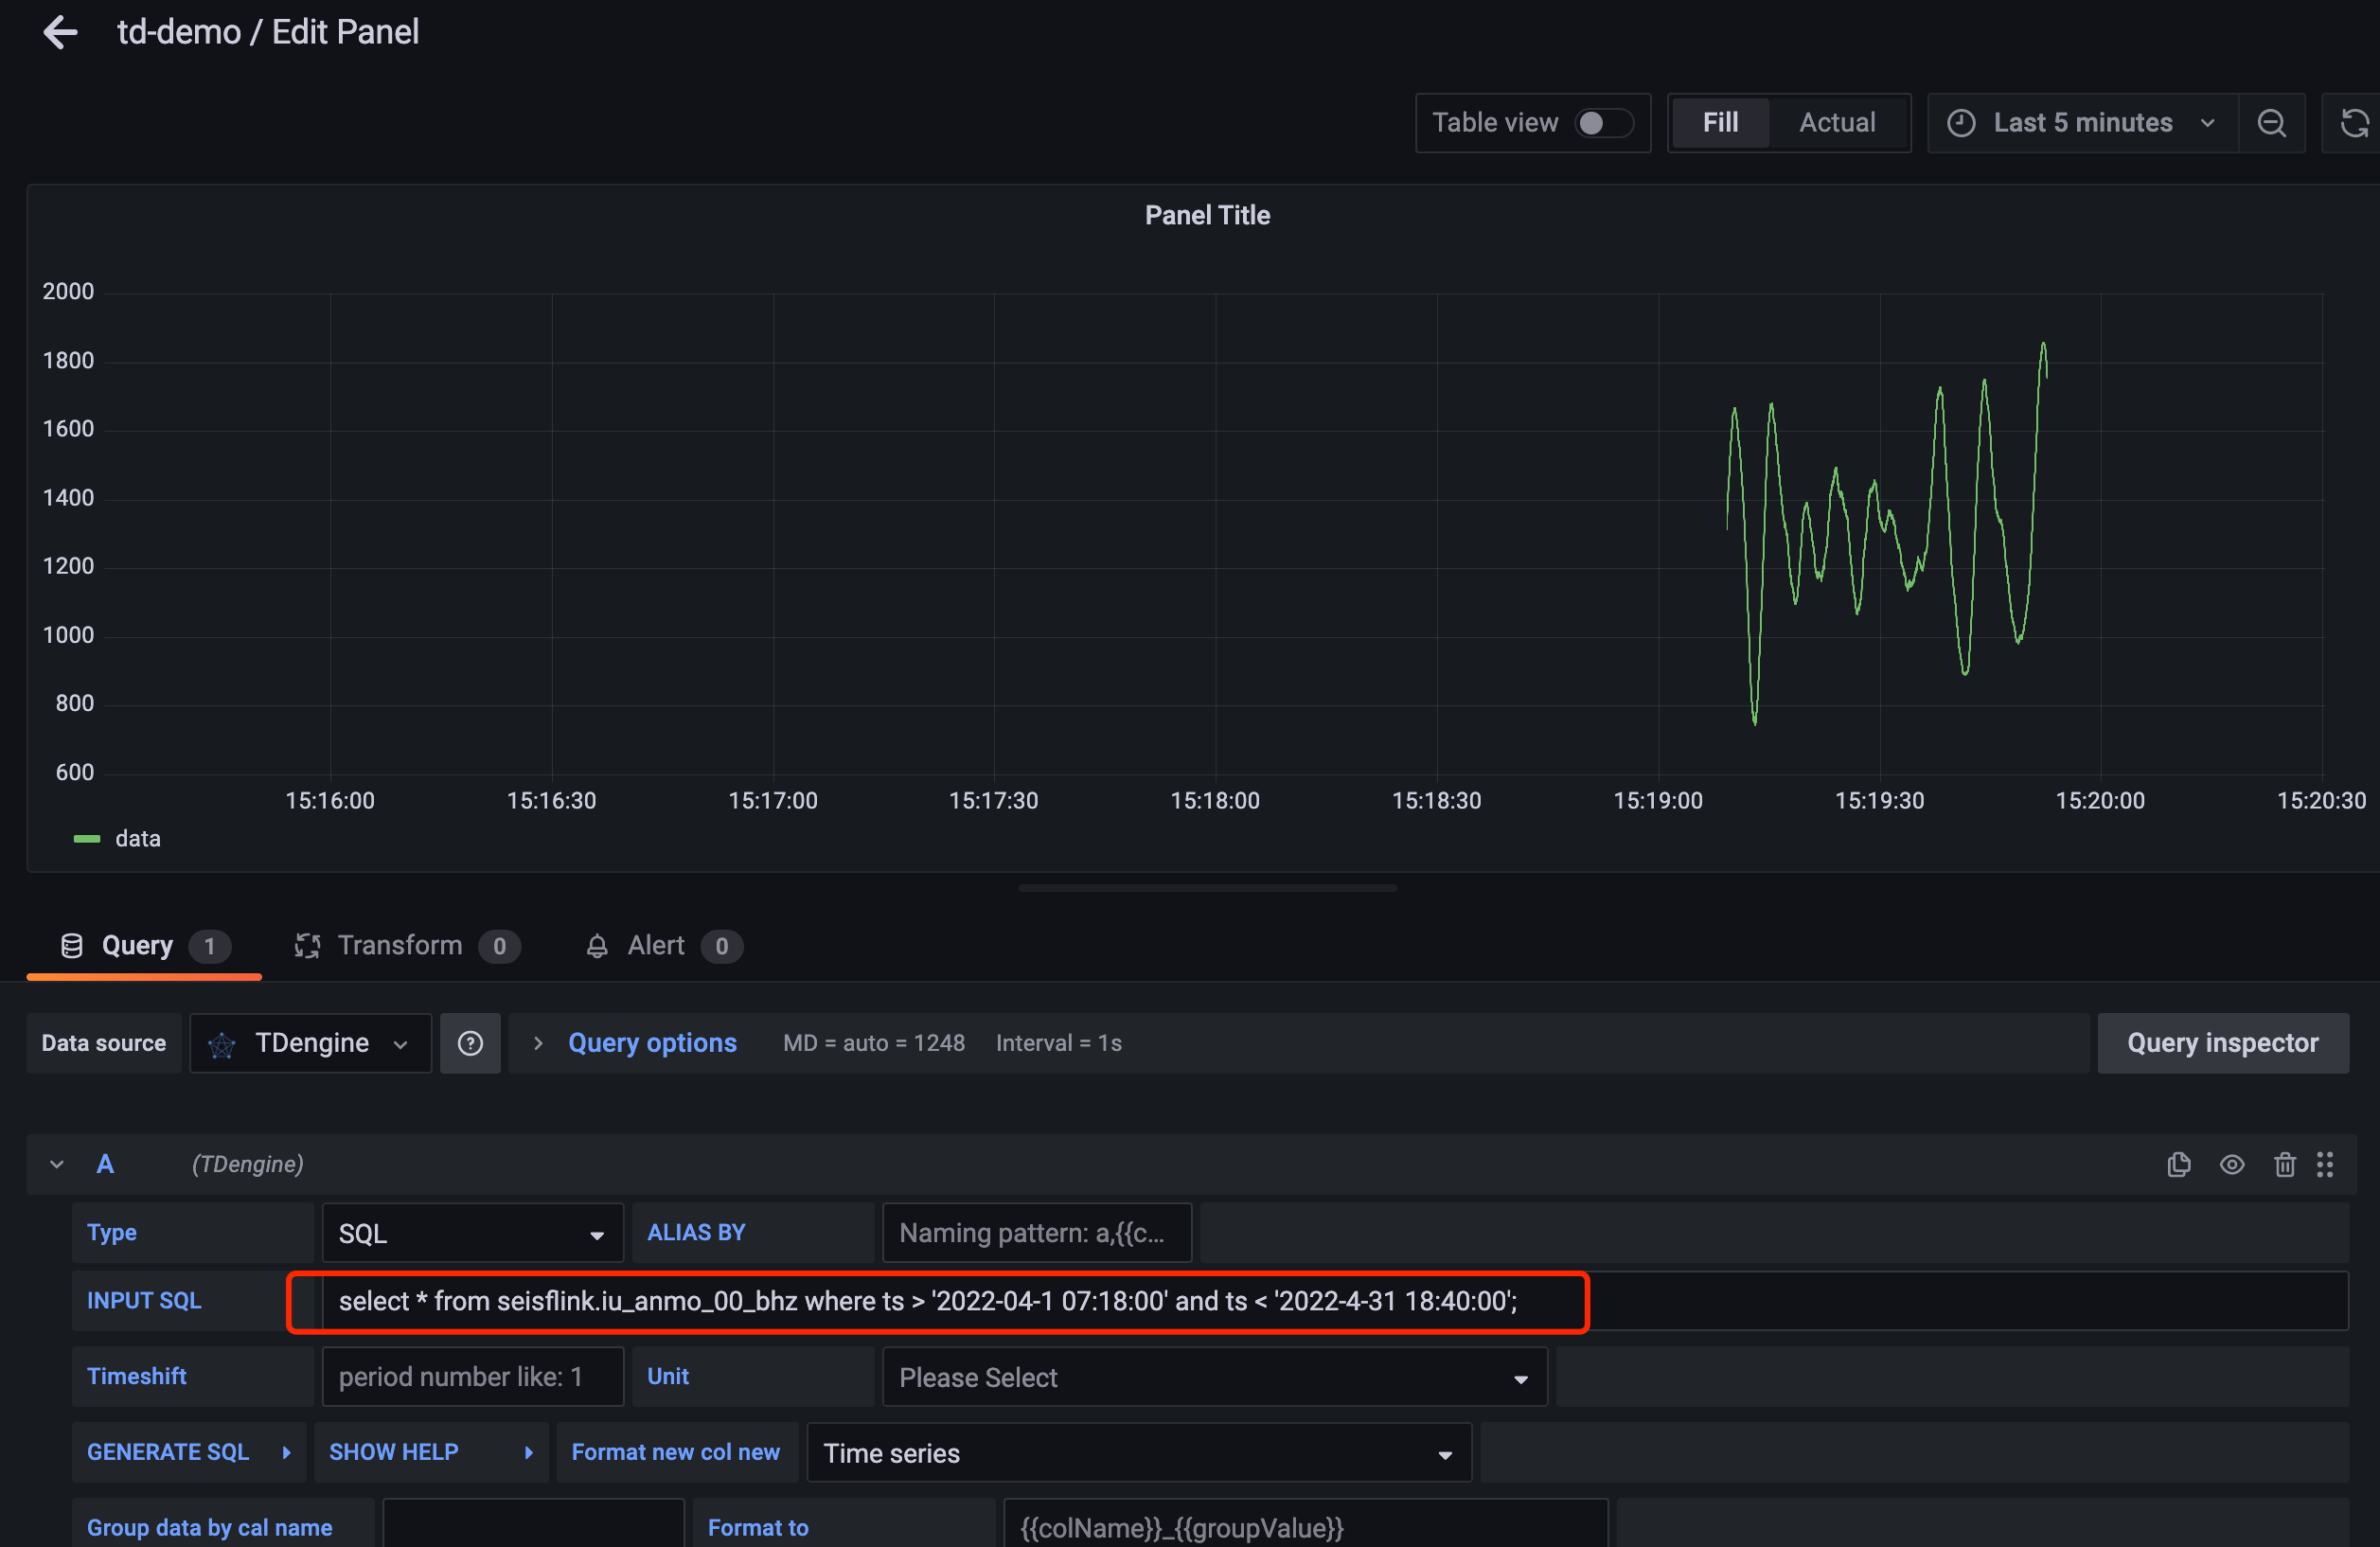 td-demo / Edit Panel
Table view Fill Actual Last 5 minutes
Panel Title
2000
1800
1600
1400
1200
1000
800
600
15:16:00 15:16:30 15:17:00 15:17:30 15:18:00 15:18:30 15:19:00 15:19:30 15:20:00 15:20:30
data
Query 1 Transform 0 Alert 0
Data source TDengine Query options MD = auto = 1248 Interval = 1s Query inspector
A (TDengine)
Type SQL ALIAS BY Naming pattern: a,{{c...
INPUT SQL select * from seisflink.iu_anmo_00_bhz where ts > '2022-04-1 07:18:00' and ts < '2022-4-31 18:40:00';
Timeshift period number like: 1 Unit Please Select
GENERATE SQL SHOW HELP Format new col new Time series
Group data by cal name Format to {{colName}}_{{groupValue}}